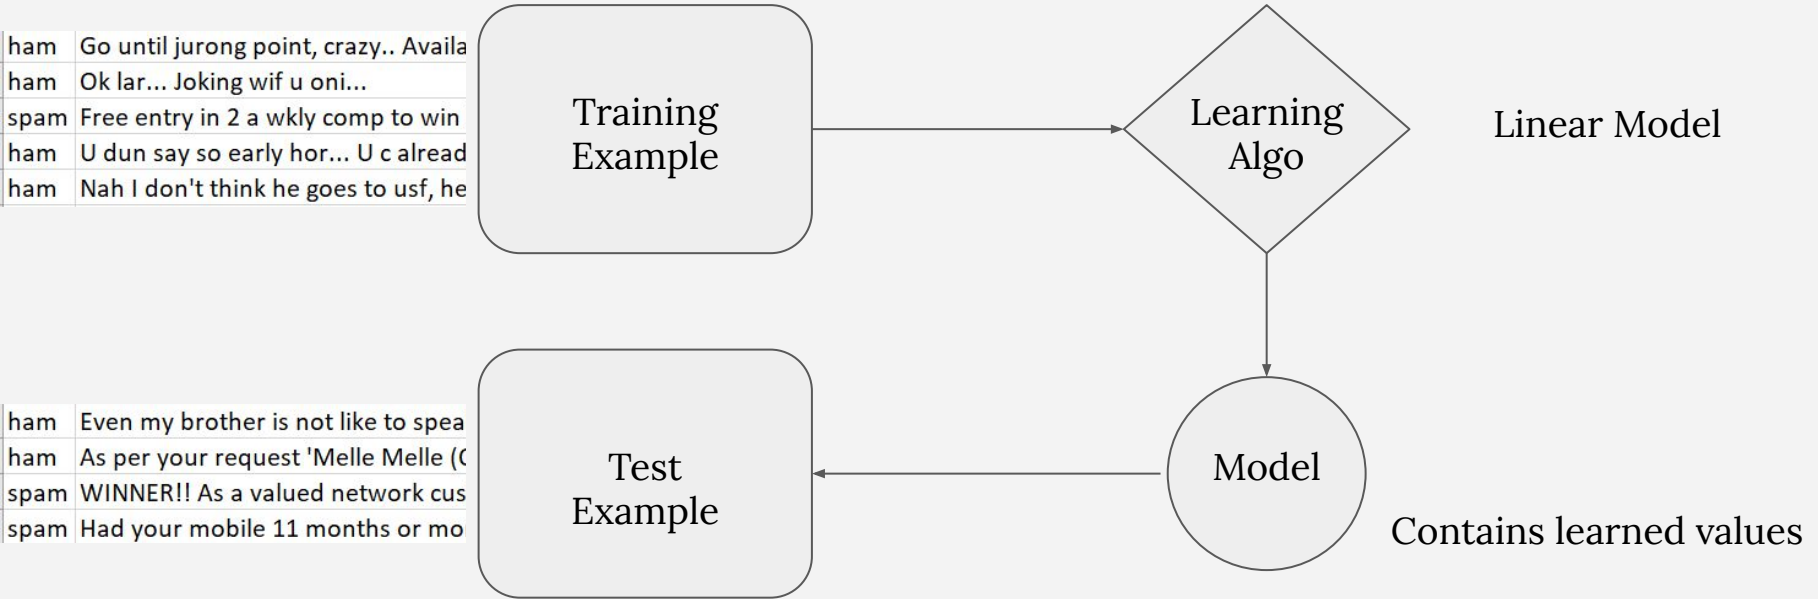 ham Go until jurong point, crazy.. Availa
ham Ok lar... Joking wif u oni...
spam Free entry in 2 a wkly comp to win
ham U dun say so early hor... U c alread
ham Nah I don't think he goes to usf, he
Training
Example
Learning
Algo
Linear Model
ham Even my brother is not like to spea
ham As per your request 'Melle Melle (
spam WINNER!! As a valued network cus
spam Had your mobile 11 months or mo
Test
Example
Model
Contains learned values